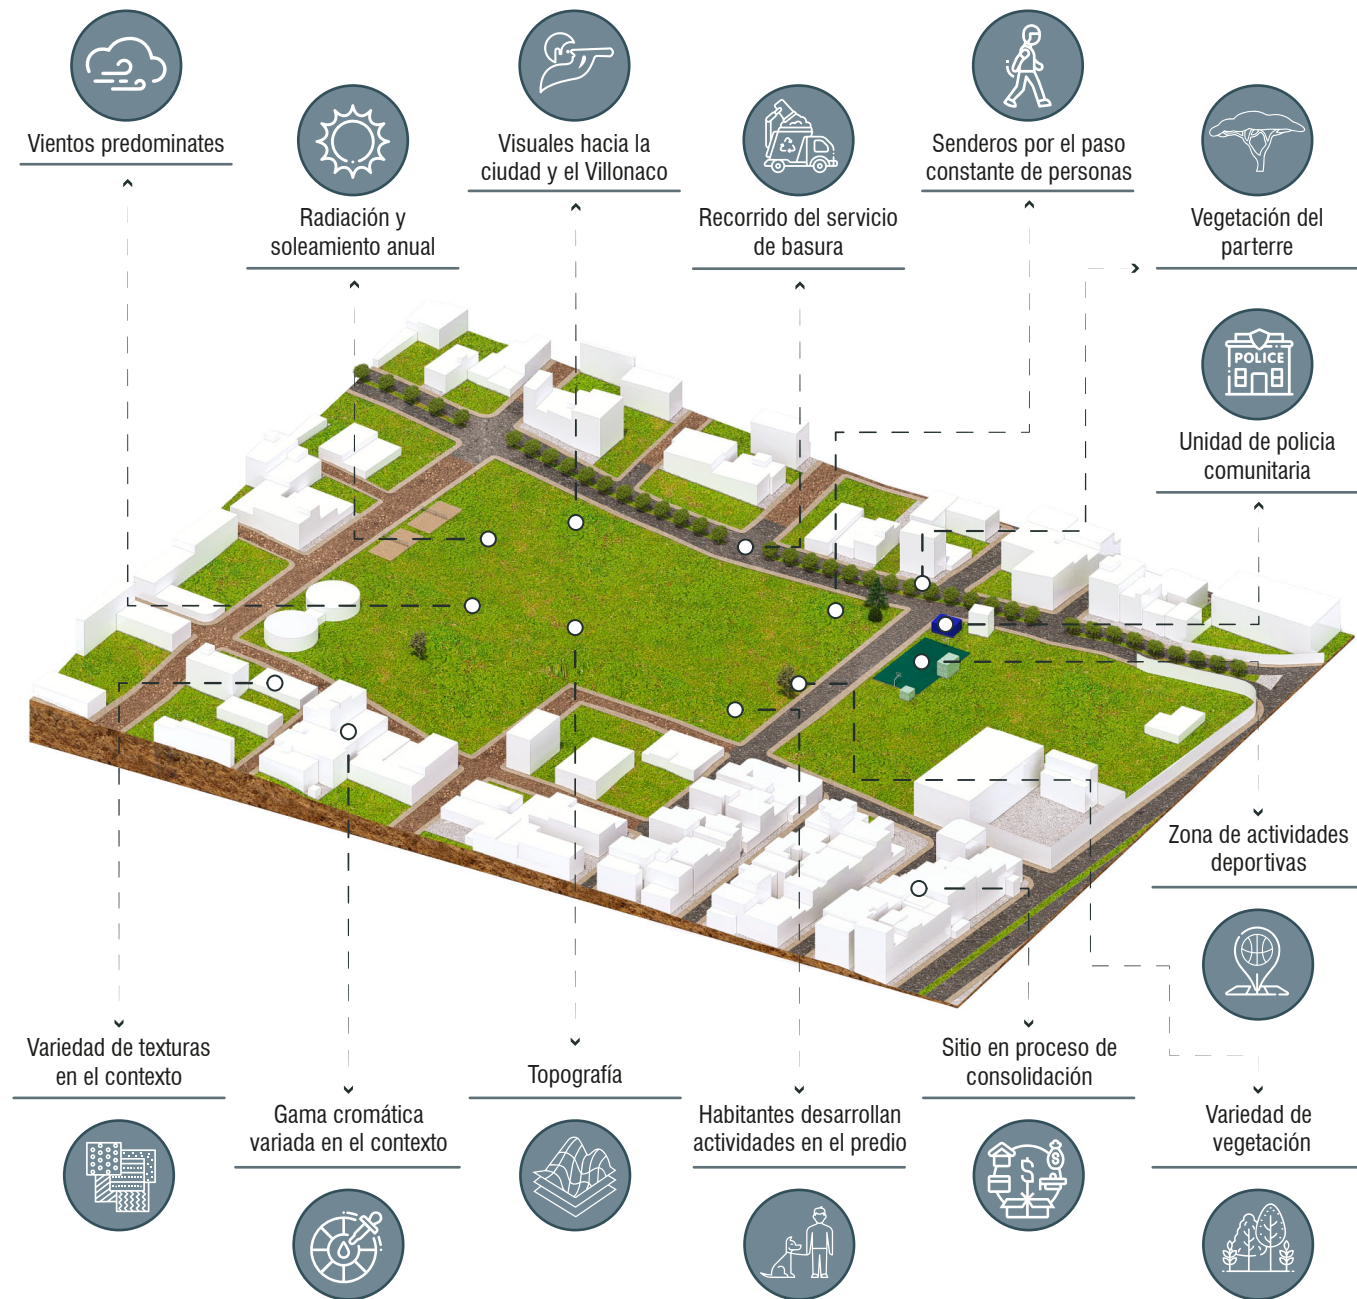 Vientos predominates
Radiación y
soleamiento anual
Visuales hacia la
ciudad y el Villonaco
Recorrido del servicio
de basura
Senderos por el paso
constante de personas
Vegetación del
parterre
POLICE
Unidad de policia
comunitaria
Zona de actividades
deportivas
Variedad de texturas
en el contexto
Gama cromática
variada en el contexto
Topografía
Habitantes desarrollan
actividades en el predio
Sitio en proceso de
consolidación
Variedad de
vegetación